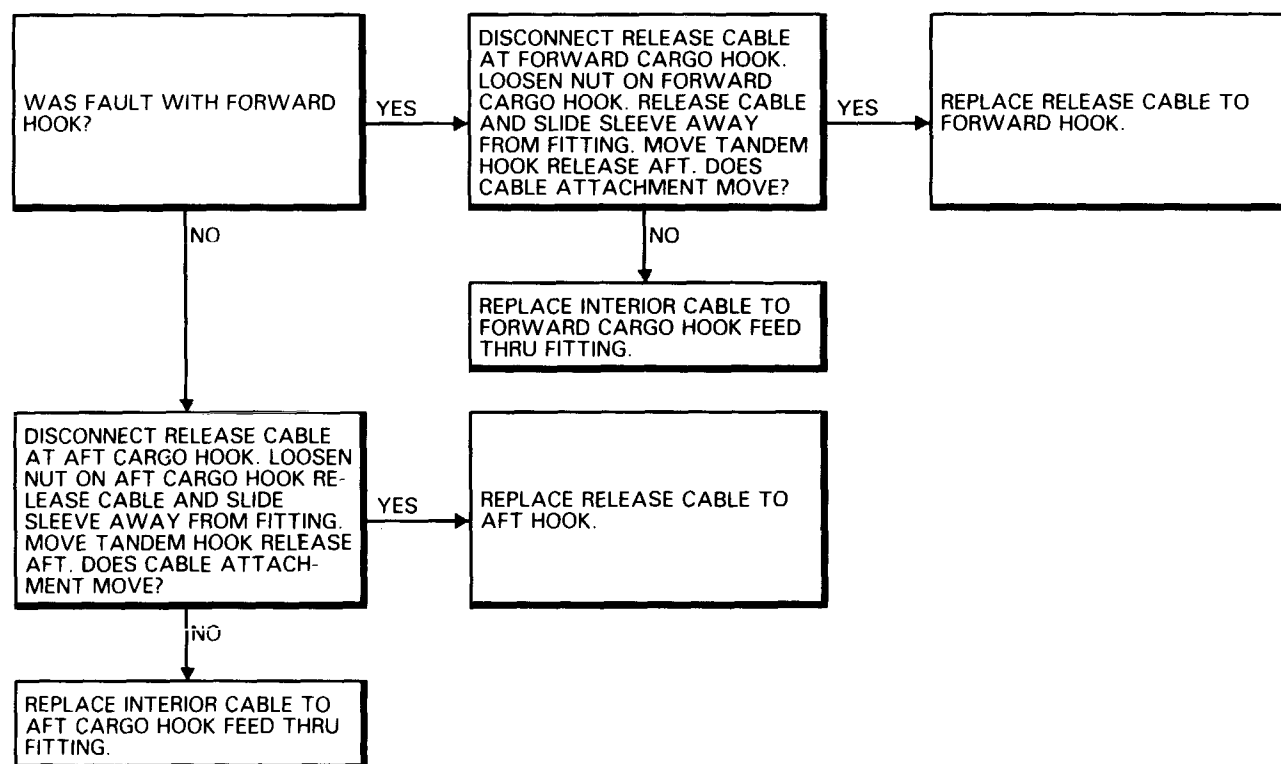 WAS FAULT WITH FORWARD
HOOK?
YES
DISCONNECT RELEASE CABLE
AT FORWARD CARGO HOOK.
LOOSEN NUT ON FORWARD
CARGO HOOK. RELEASE CABLE
AND SLIDE SLEEVE AWAY
FROM FITTING. MOVE TANDEM
HOOK RELEASE AFT. DOES
CABLE ATTACHMENT MOVE?
YES
REPLACE RELEASE CABLE TO
FORWARD HOOK.
NO
NO
REPLACE INTERIOR CABLE TO
FORWARD CARGO HOOK FEED
THRU FITTING.
DISCONNECT RELEASE CABLE
AT AFT CARGO HOOK. LOOSEN
NUT ON AFT CARGO HOOK RE-
LEASE CABLE AND SLIDE
SLEEVE AWAY FROM FITTING.
MOVE TANDEM HOOK RELEASE
AFT. DOES CABLE ATTACH-
MENT MOVE?
YES
REPLACE RELEASE CABLE TO
AFT HOOK.
NO
REPLACE INTERIOR CABLE TO
AFT CARGO HOOK FEED THRU
FITTING.